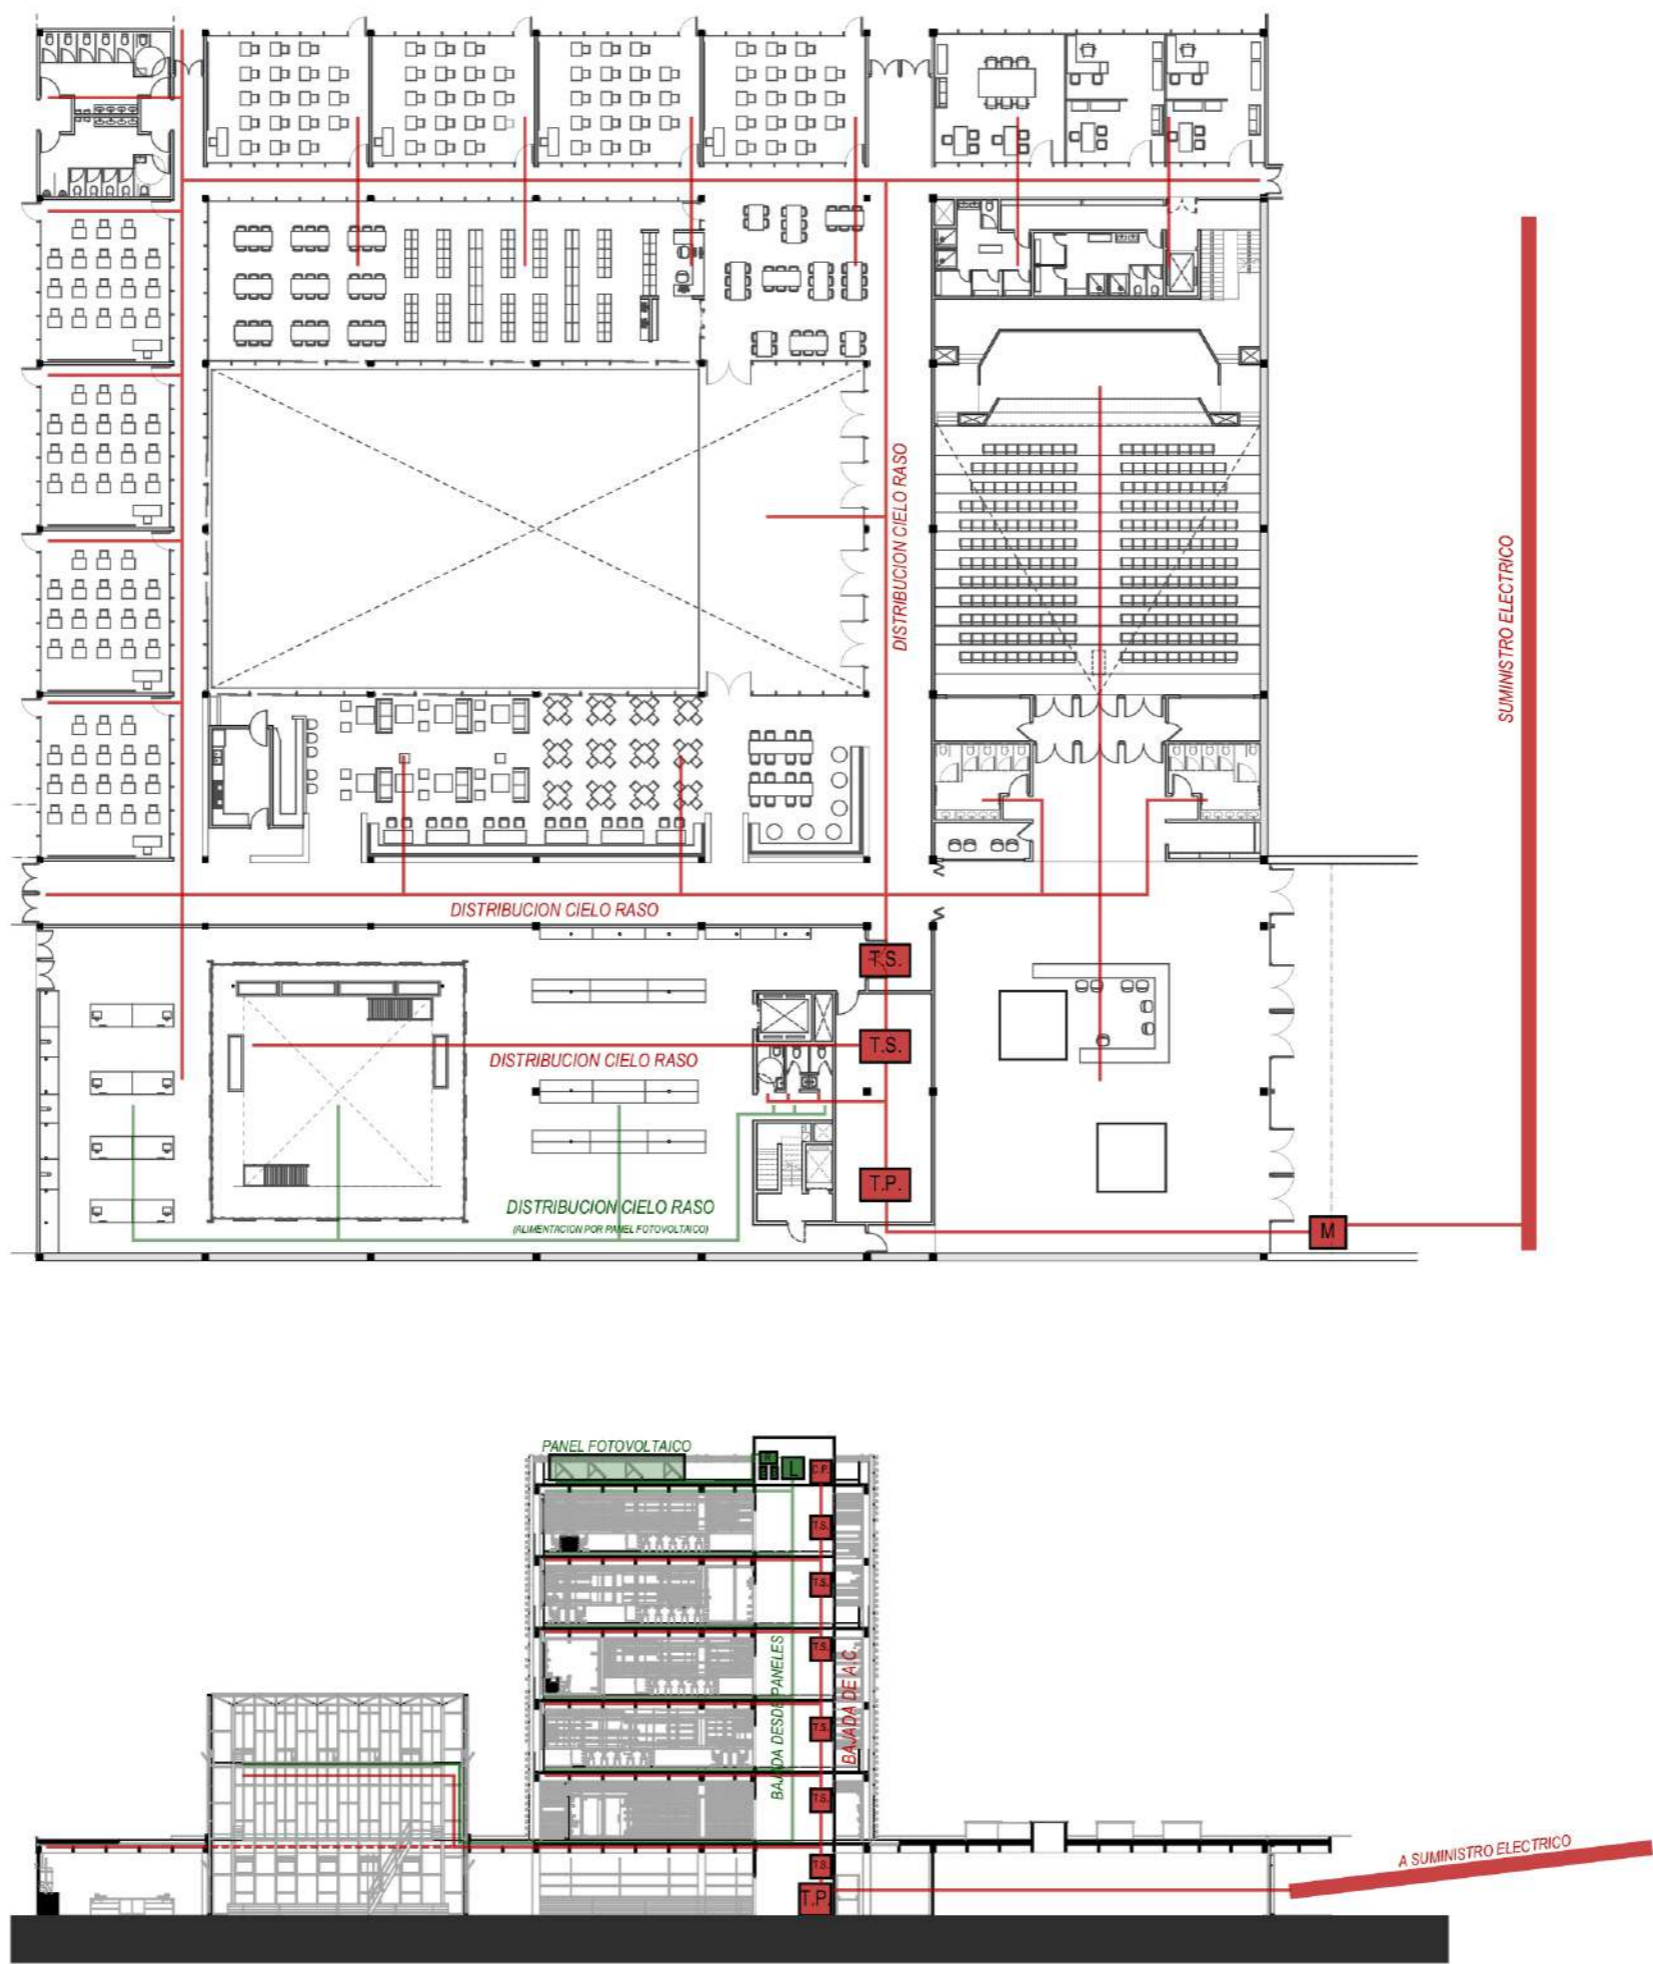 DISTRIBUCION CIELO RASO
SUMINISTRO ELECTRICO
DISTRIBUCION CIELO RASO
T.S.
T.S.
DISTRIBUCION CIELO RASO
T.P.
DISTRIBUCION CIELO RASO
(ALIMENTACION POR PANEL FOTOVOLTAICO)
M
PANEL FOTOVOLTAICO
L
C.P.
T.S.
T.S.
T.S.
BAJADA DESDE PANELES
BAJADA DE A.C.
T.S.
T.S.
T.S.
T.P.
A SUMINISTRO ELECTRICO